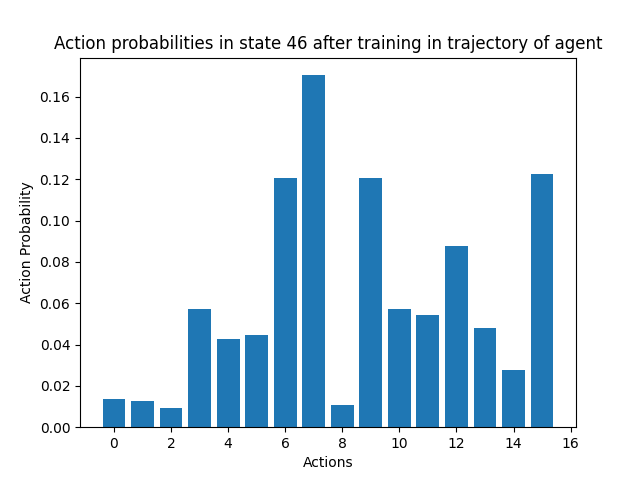 Action probabilities in state 46 after training in trajectory of agent
0.16
0.14
0.12
0.10
0.08
0.06
0.04
0.02
0.00
Action Probability
0 2 4 6 8 10 12 14 16
Actions